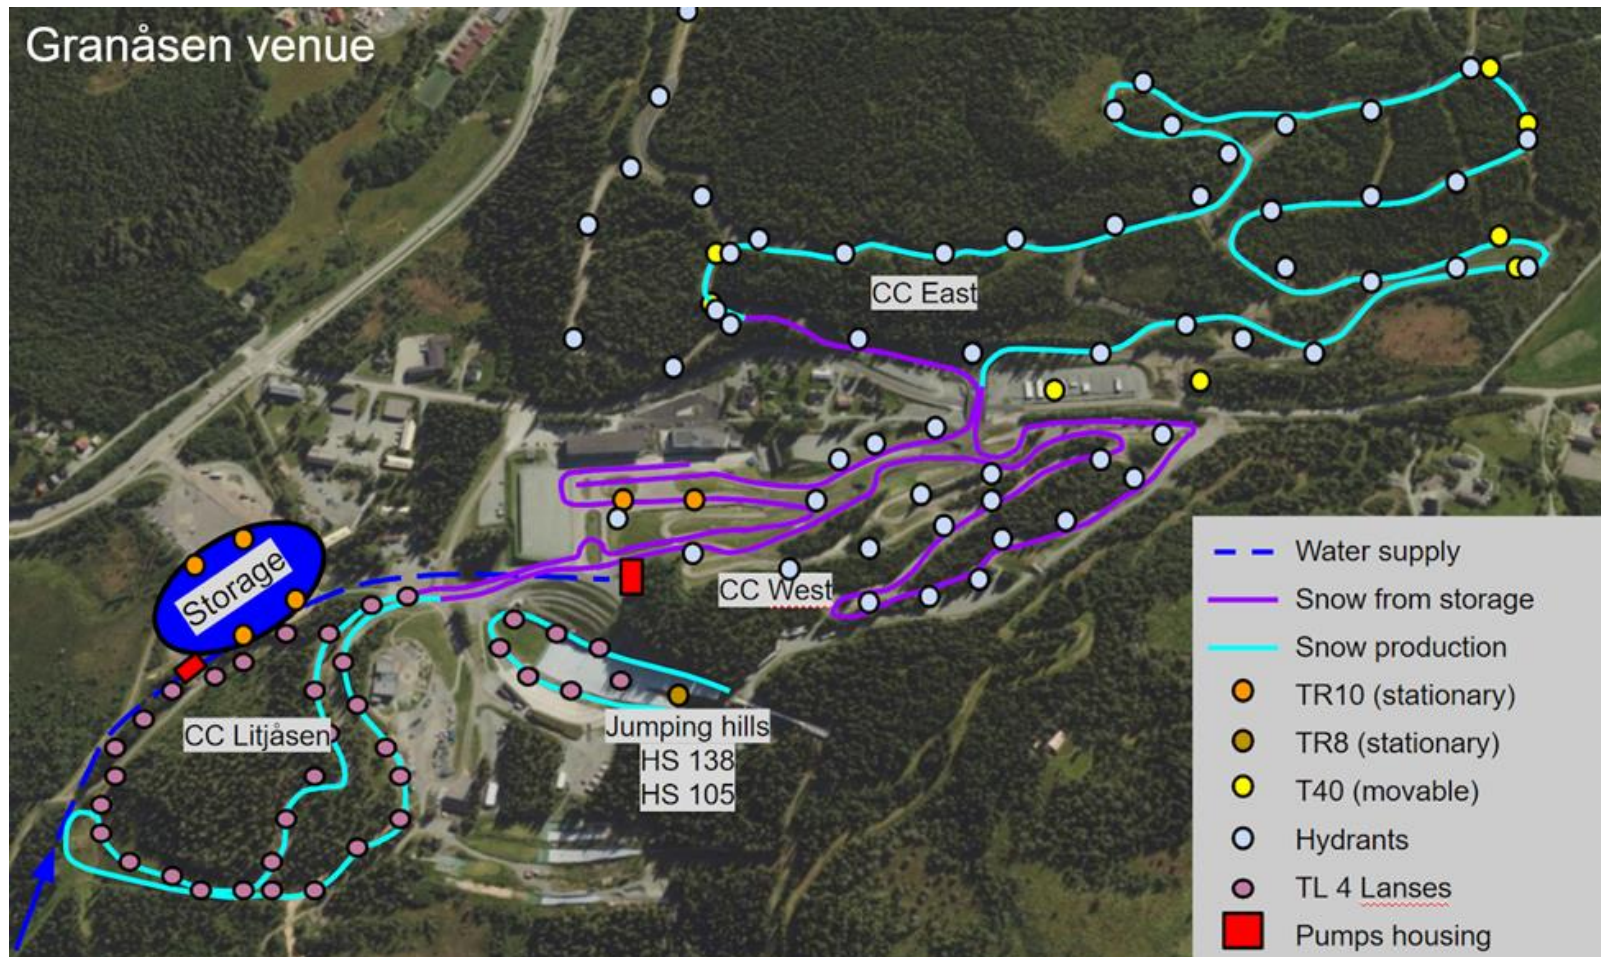 Granåsen venue
CC East
Storage
CC West
CC Litjåsen
Jumping hills
HS 138
HS 105
Water supply
Snow from storage
Snow production
TR10 (stationary)
TR8 (stationary)
T40 (movable)
Hydrants
TL 4 Lanses
Pumps housing